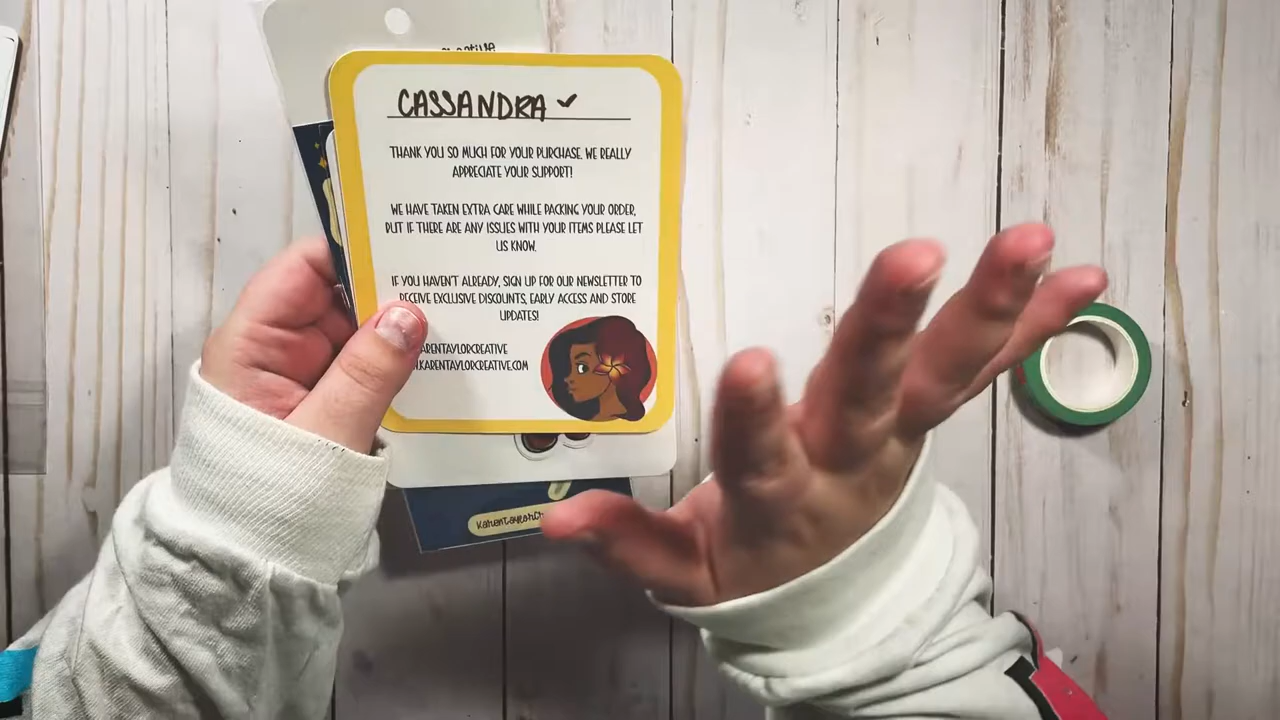 CASSANDRA ✓
THANK YOU SO MUCH FOR YOUR PURCHASE. WE REALLY
APPRECIATE YOUR SUPPORT!
WE HAVE TAKEN EXTRA CARE WHILE PACKING YOUR ORDER,
BUT IF THERE ARE ANY ISSUES WITH YOUR ITEMS PLEASE LET
US KNOW.
IF YOU HAVEN'T ALREADY, SIGN UP FOR OUR NEWSLETTER TO
RECEIVE EXCLUSIVE DISCOUNTS, EARLY ACCESS AND STORE
UPDATES!
ARENTAYLORCREATIVE
.KARENTAYLORCREATIVE.COM